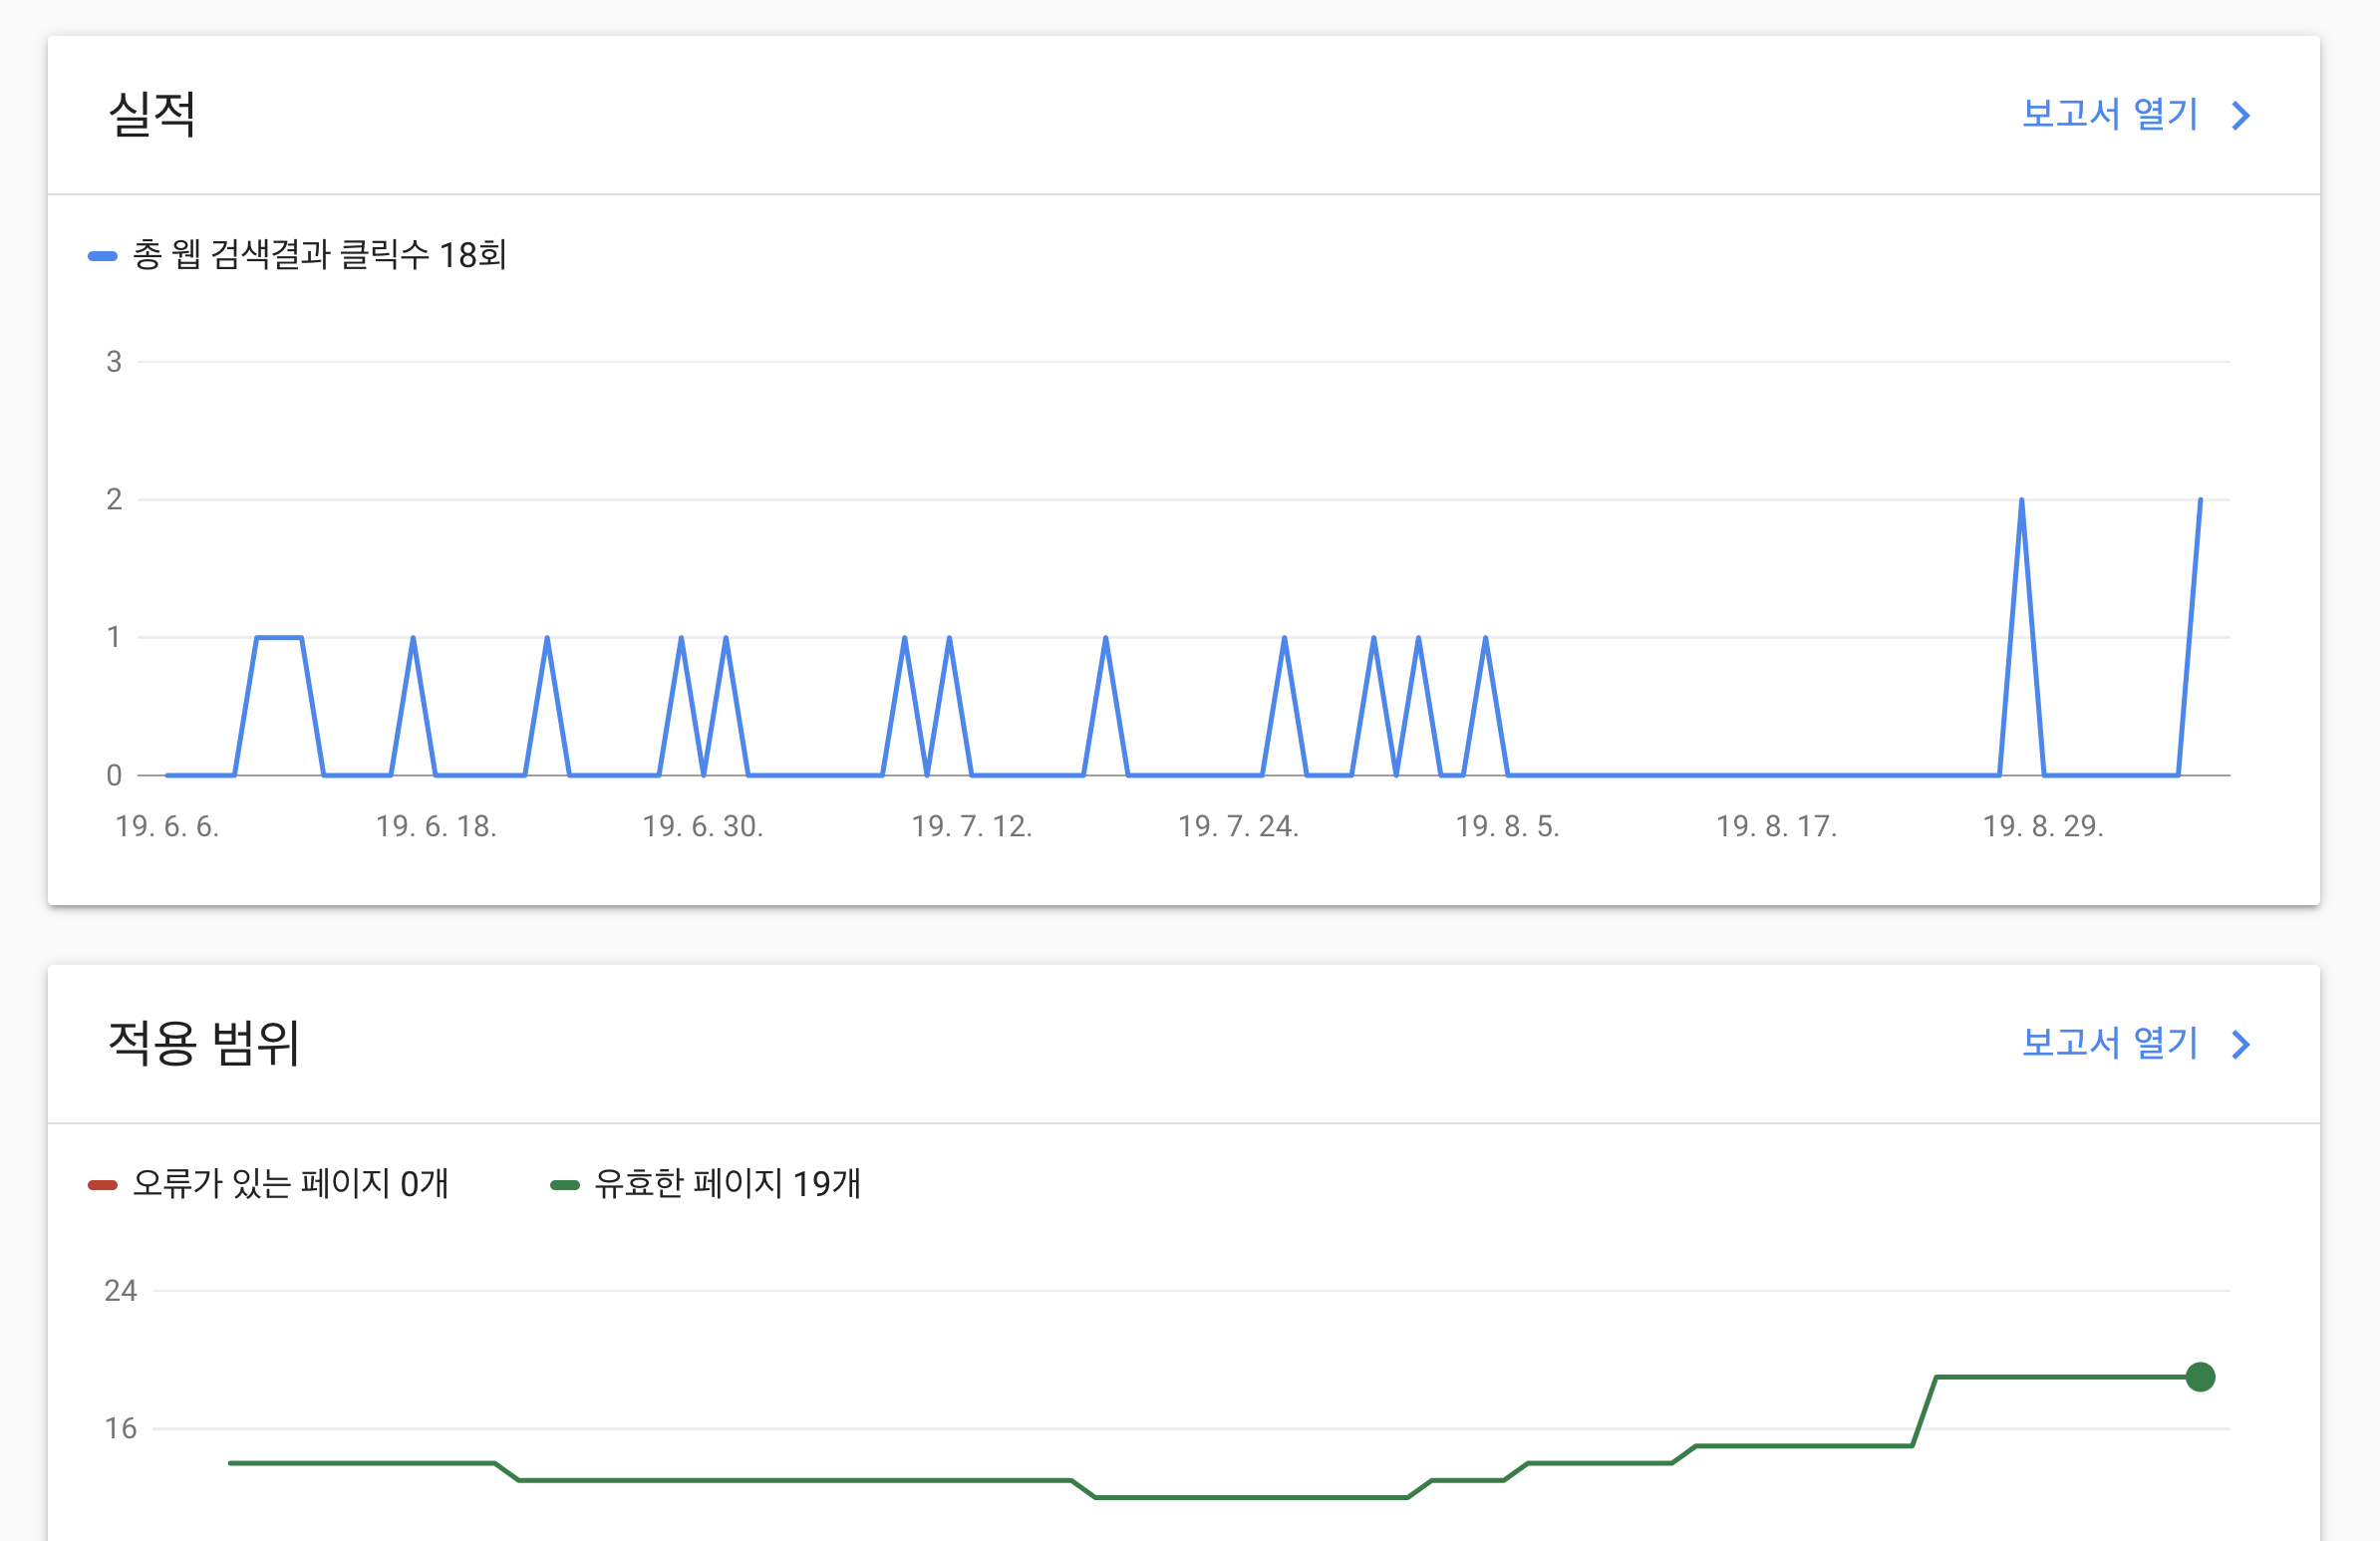 실적
보고서 열기
총 웹 검색결과 클릭수 18회
3
2
1
0
19. 6. 6. 19. 6. 18. 19. 6. 30. 19. 7. 12. 19. 7. 24. 19. 8. 5. 19. 8. 17. 19. 8. 29.
적용 범위
보고서 열기
오류가 있는 페이지 0개
유효한 페이지 19개
24
16